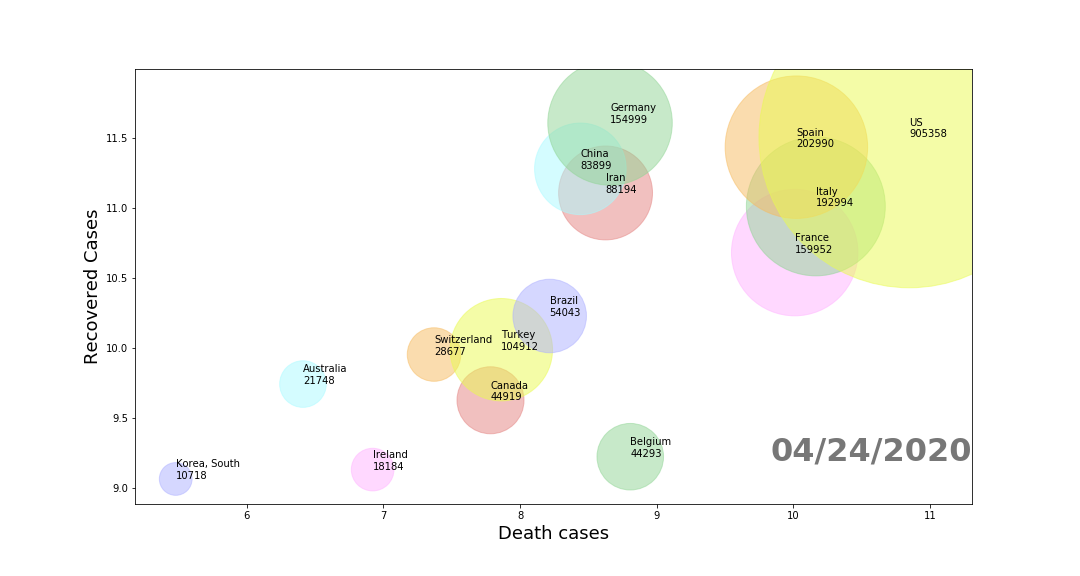 Recovered Cases
11.5
11.0
10.5
10.0
9.5
9.0
Germany
154999
China
83899
Iran
88194
US
905358
Spain
202990
Italy
192994
France
159952
Brazil
54043
Switzerland
28677
Turkey
104912
Australia
21748
Canada
44919
Belgium
44293
Ireland
18184
Korea, South
10718
04/24/2020
6
7
8
9
10
11
Death cases